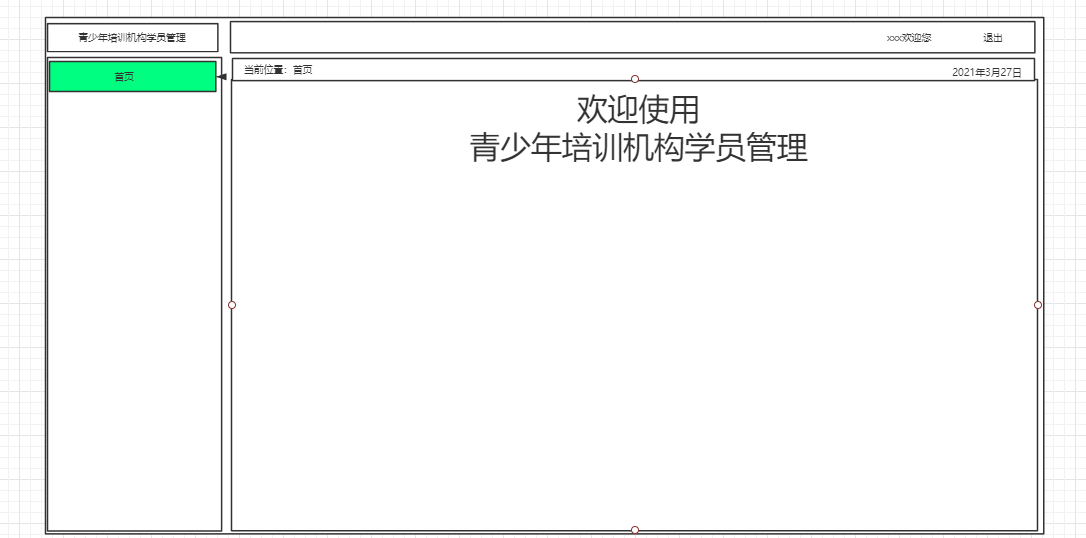 青少年培训机构学员管理
xxxx欢迎您 退出
首页
当前位置：首页
2021年3月27日
欢迎使用
青少年培训机构学员管理